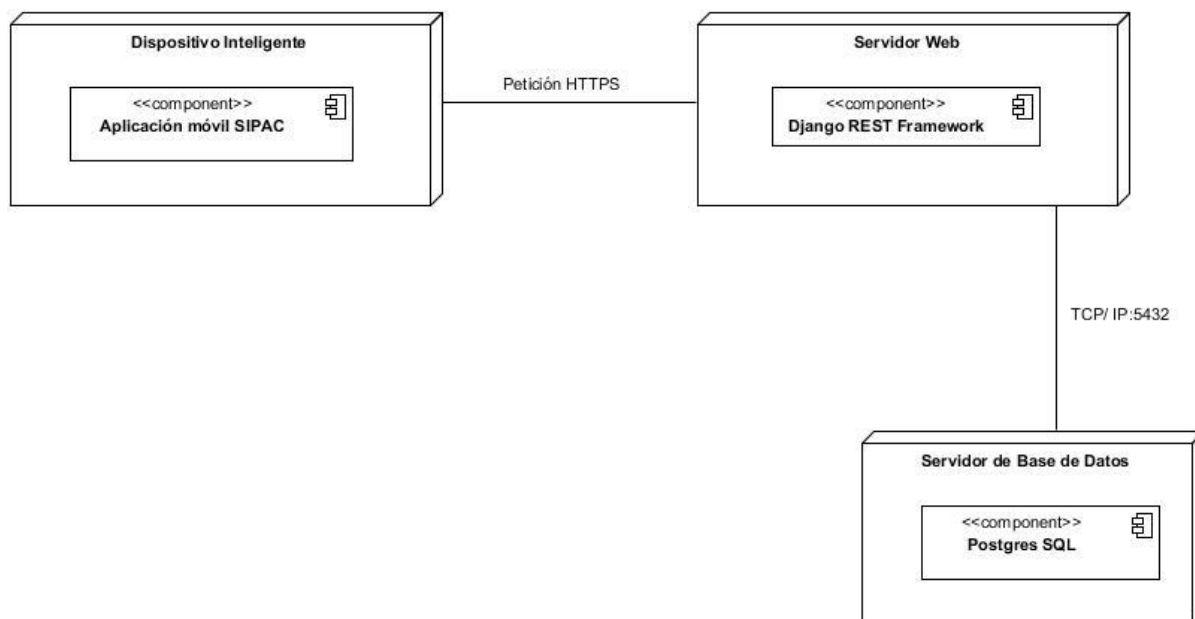 Dispositivo Inteligente
<<component>>
Aplicación móvil SIPAC
Petición HTTPS
Servidor Web
<<component>>
Django REST Framework
TCP/ IP:5432
Servidor de Base de Datos
<<component>>
Postgres SQL